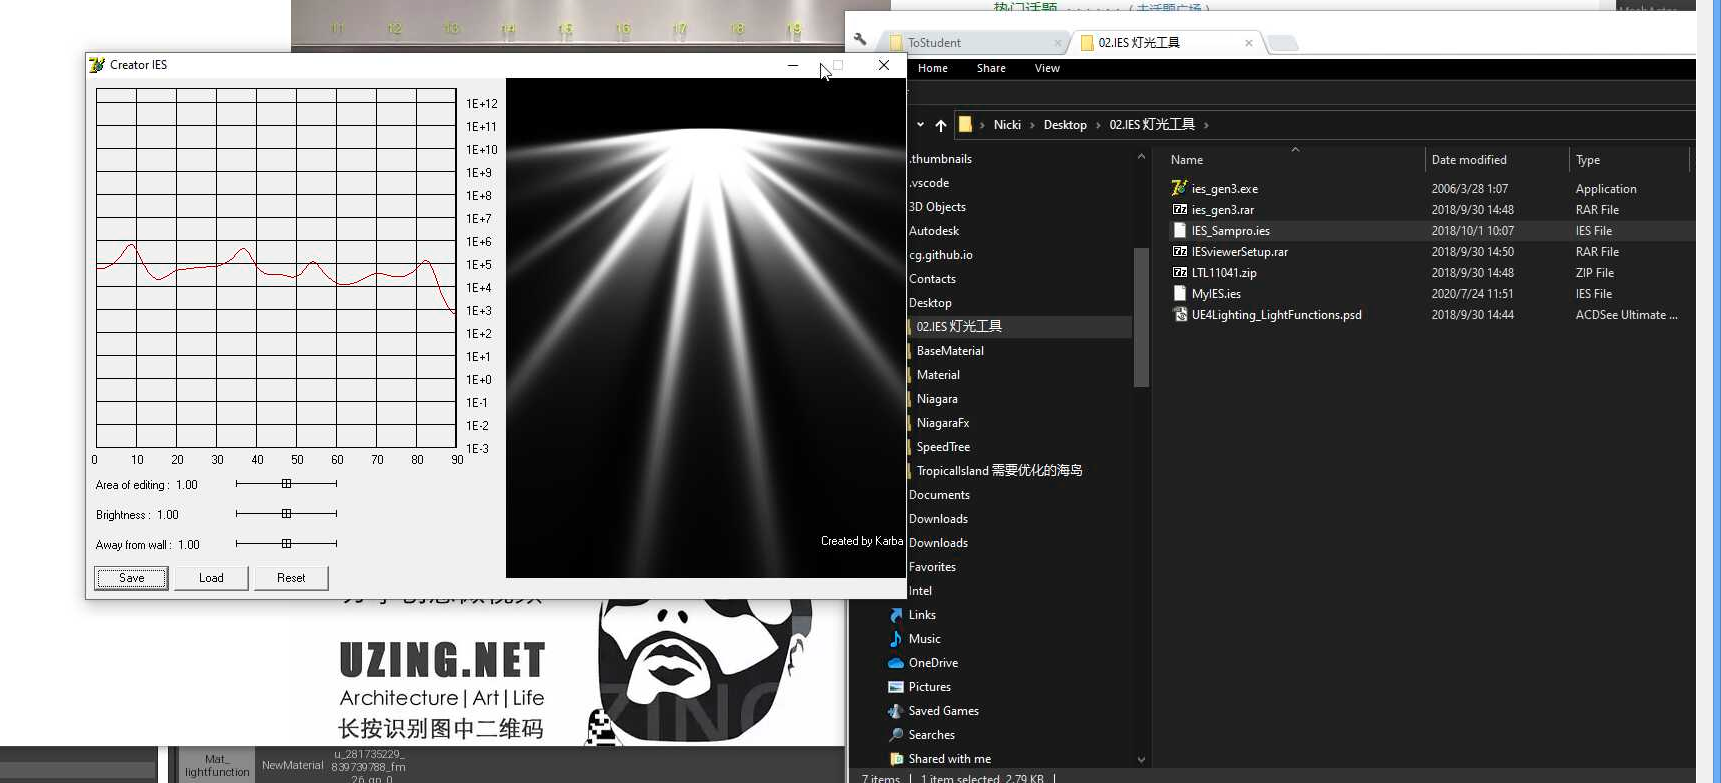 11 12 13 14 15 16 17 18 19
热门话题 · · · · · · ( 去话题广场 )
Creator IES
1E+12
1E+11
1E+10
1E+9
1E+8
1E+7
1E+6
1E+5
1E+4
1E+3
1E+2
1E+1
1E+0
1E-1
1E-2
1E-3
0 10 20 30 40 50 60 70 80 90
Area of editing : 1.00
Brightness : 1.00
Away from wall : 1.00
Save Load Reset
Created by Karba
ToStudent
02.IES 灯光工具
Home Share View
Nicki > Desktop > 02.IES 灯光工具 >
.thumbnails
.vscode
3D Objects
Autodesk
cg.github.io
Contacts
Desktop
02.IES 灯光工具
BaseMaterial
Material
Niagara
NiagaraFx
SpeedTree
TropicalIsland 需要优化的海岛
Documents
Downloads
Downloads
Favorites
Intel
Links
Music
OneDrive
Pictures
Saved Games
Searches
Shared with me
Name Date modified Type
ies_gen3.exe 2006/3/28 1:07 Application
ies_gen3.rar 2018/9/30 14:48 RAR File
IES_Sampro.ies 2018/10/1 10:07 IES File
IESviewerSetup.rar 2018/9/30 14:50 RAR File
LTL11041.zip 2018/9/30 14:48 ZIP File
MyIES.ies 2020/7/24 11:51 IES File
UE4Lighting_LightFunctions.psd 2018/9/30 14:44 ACDSee Ultimate ...
7 items | 1 item selected 2.79 KB |
UZING.NET
Architecture|Art|Life
长按识别图中二维码
Mat_
lightfunction
NewMaterial
u_281735229_
839739788_fm